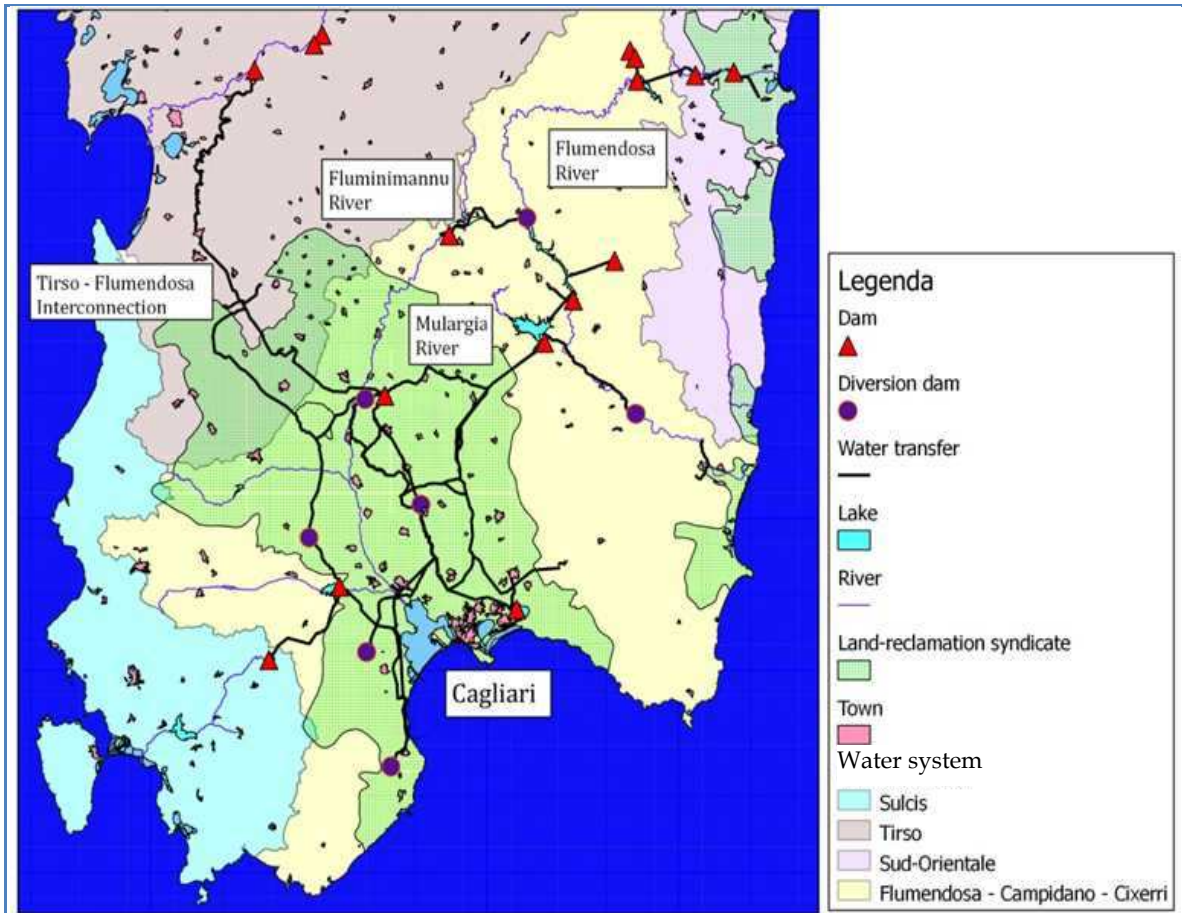 Flumendosa
River
Fluminimannu
River
Tirso - Flumendosa
Interconnection
Mulargia
River
Cagliari
Legenda
Dam
Diversion dam
Water transfer
Lake
River
Land-reclamation syndicate
Town
Water system
Sulcis
Tirso
Sud-Orientale
Flumendosa - Campidano - Cixerri